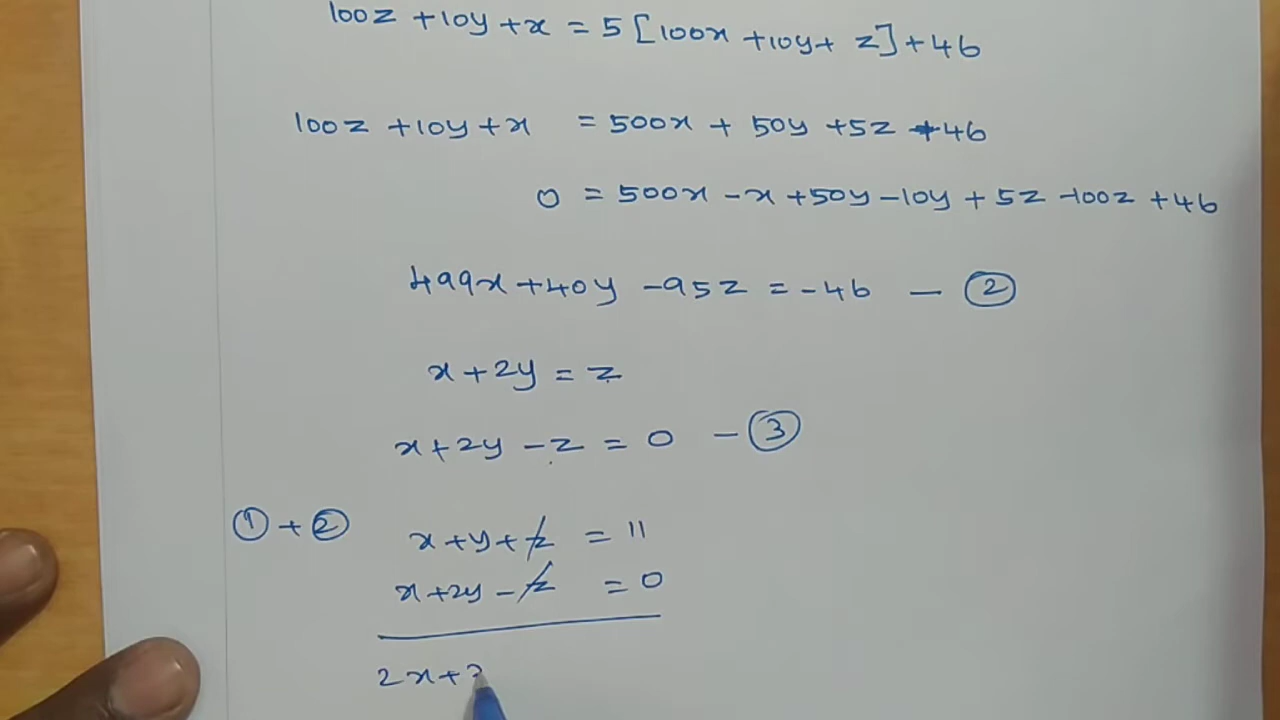 100z + 10y + x = 5 [100x + 10y + z] + 46
100z + 10y + x = 500x + 50y + 5z + 46
0 = 500x - x + 50y - 10y + 5z - 100z + 46
499x + 40y - 95z = -46 — ②
x + 2y = z
x + 2y - z = 0 — ③
① + ② x + y + z = 11
x + 2y - z = 0
2x +